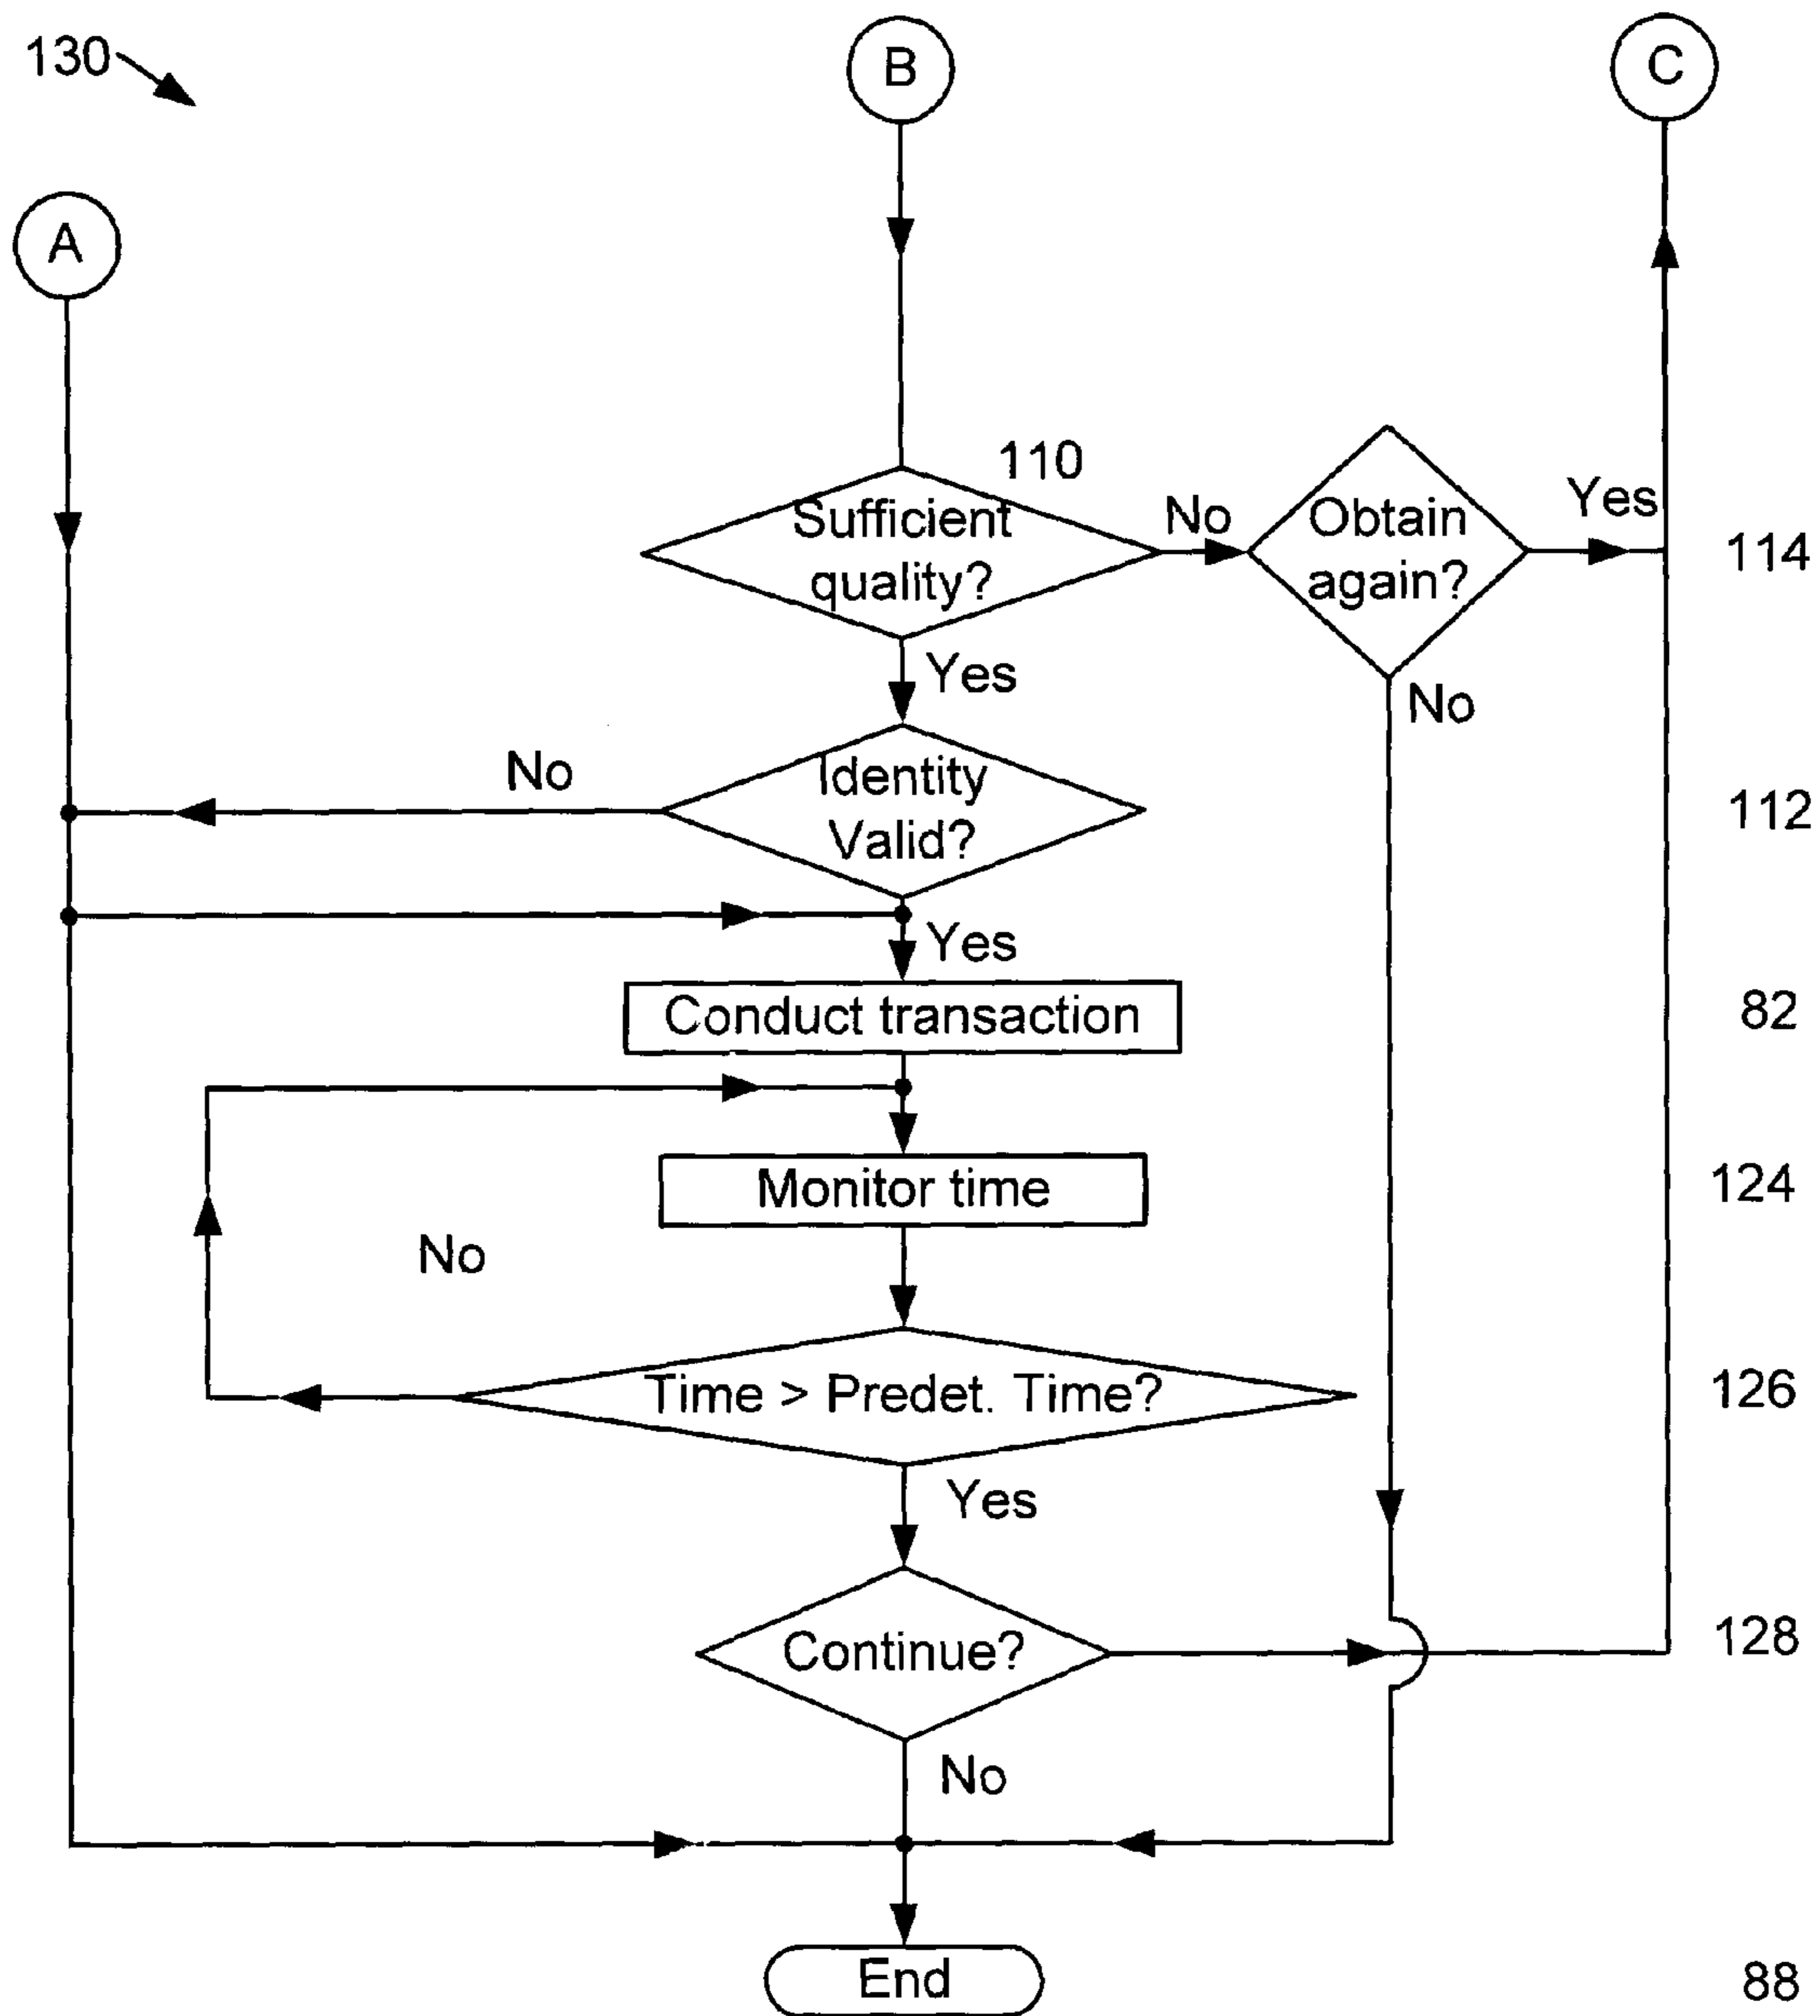 130
B
C
A
110
Sufficient
quality?
No
Obtain
again?
Yes
114
Yes
No
No
Identity
Valid?
112
Yes
Conduct transaction
82
Monitor time
124
No
Time > Predet. Time?
126
Yes
Continue?
128
No
End
88